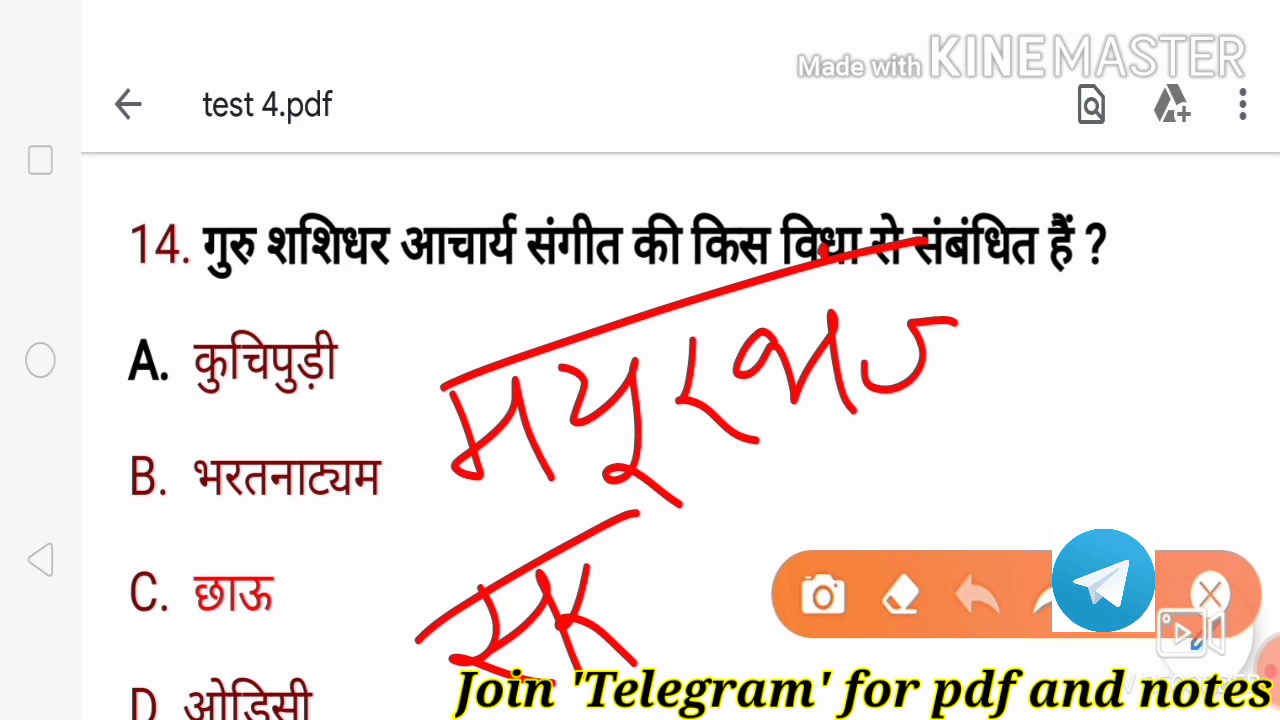 Made with KINEMASTER
test 4.pdf
14. गुरु शशिधर आचार्य संगीत की किस विधा से संबंधित हैं ?
A. कुचिपुड़ी
मयूरभं
B. भरतनाट्यम
C. छाऊ
सर
D. ओडिसी
Join 'Telegram' for pdf and notes